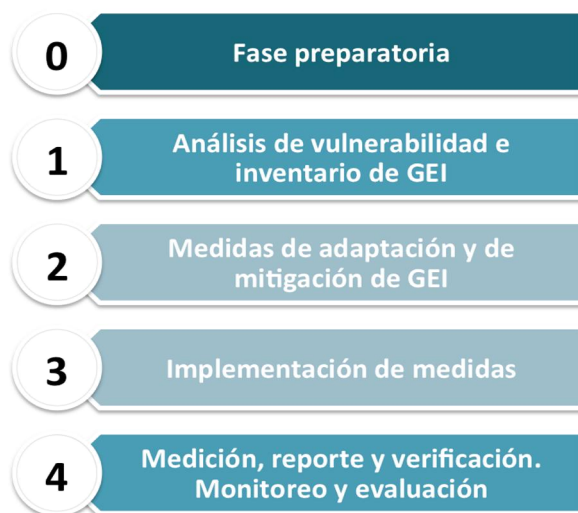 0
Fase preparatoria
1
Análisis de vulnerabilidad e
inventario de GEI
2
Medidas de adaptación y de
mitigación de GEI
3
Implementación de medidas
4
Medición, reporte y verificación.
Monitoreo y evaluación